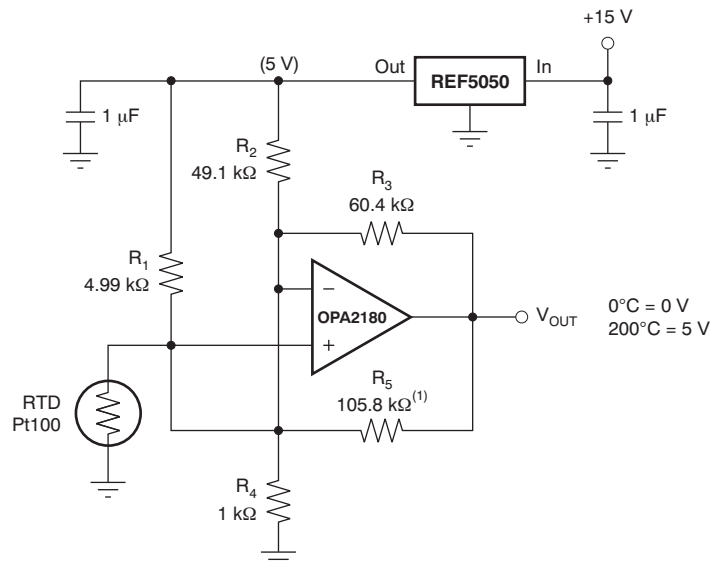 +15 V
(5 V)
Out
REF5050
In
1 μF
1 μF
R2
49.1 kΩ
R3
60.4 kΩ
R1
4.99 kΩ
–
OPA2180
+
VOUT
0°C = 0 V
200°C = 5 V
RTD
Pt100
R5
105.8 kΩ(1)
R4
1 kΩ